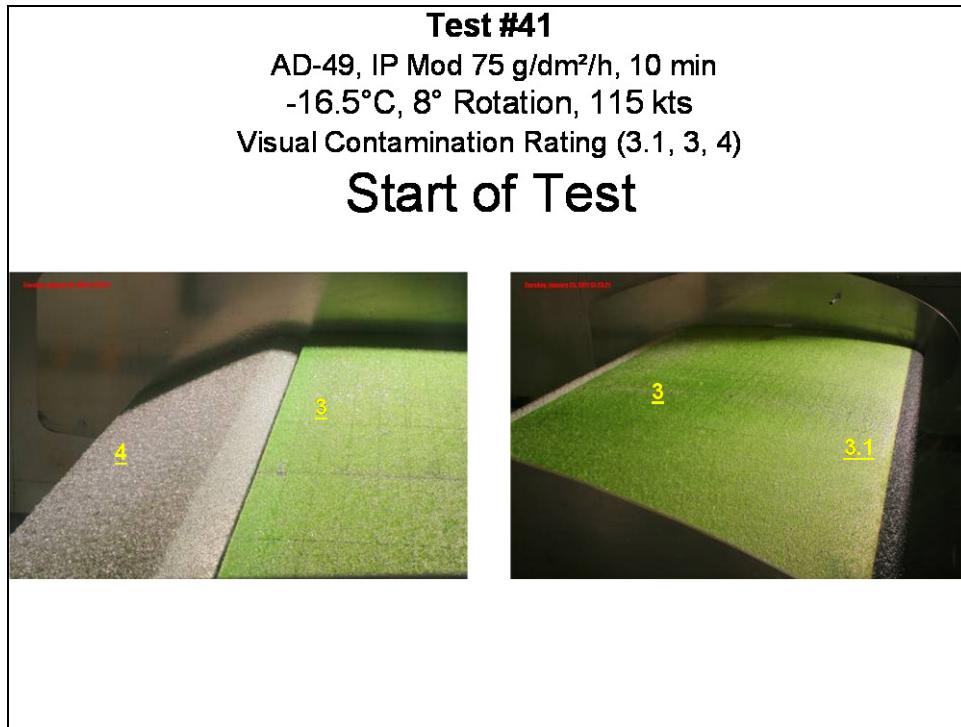 Test #41
AD-49, IP Mod 75 g/dm²/h, 10 min
-16.5°C, 8° Rotation, 115 kts
Visual Contamination Rating (3.1, 3, 4)
Start of Test
3
4
3
3.1